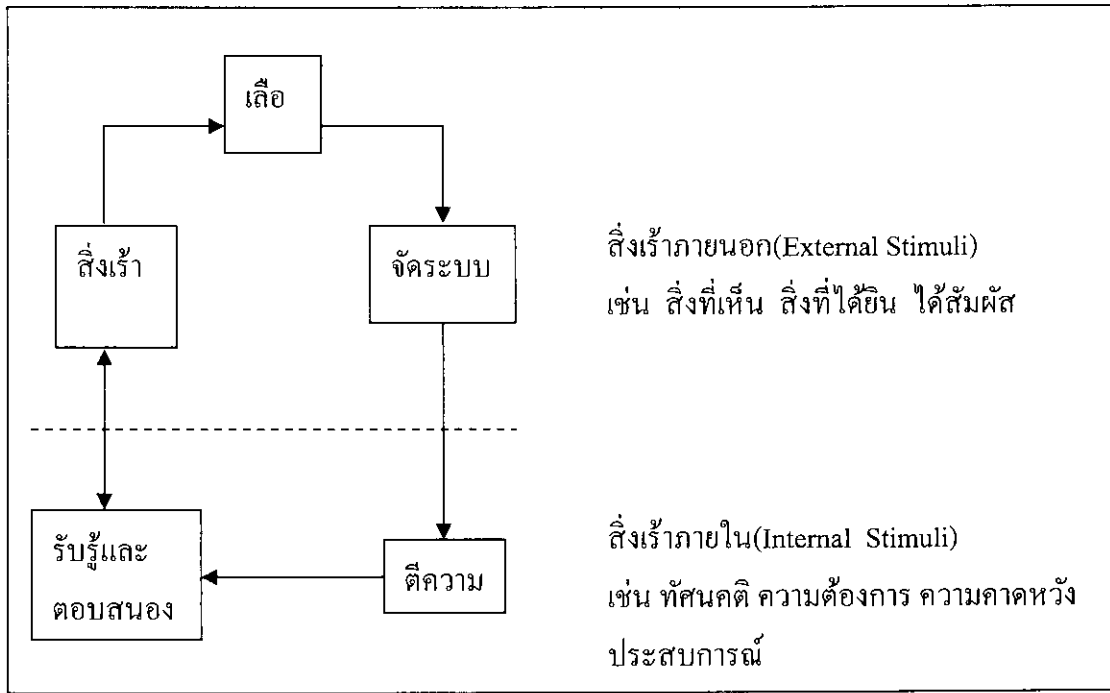 เลือ
สิ่งเร้า
จัดระบบ
สิ่งเร้าภายนอก(External Stimuli)
เช่น สิ่งที่เห็น สิ่งที่ได้ยิน ได้สัมผัส
รับรู้และ
ตอบสนอง
ตีความ
สิ่งเร้าภายใน(Internal Stimuli)
เช่น ทัศนคติ ความต้องการ ความคาดหวัง
ประสบการณ์